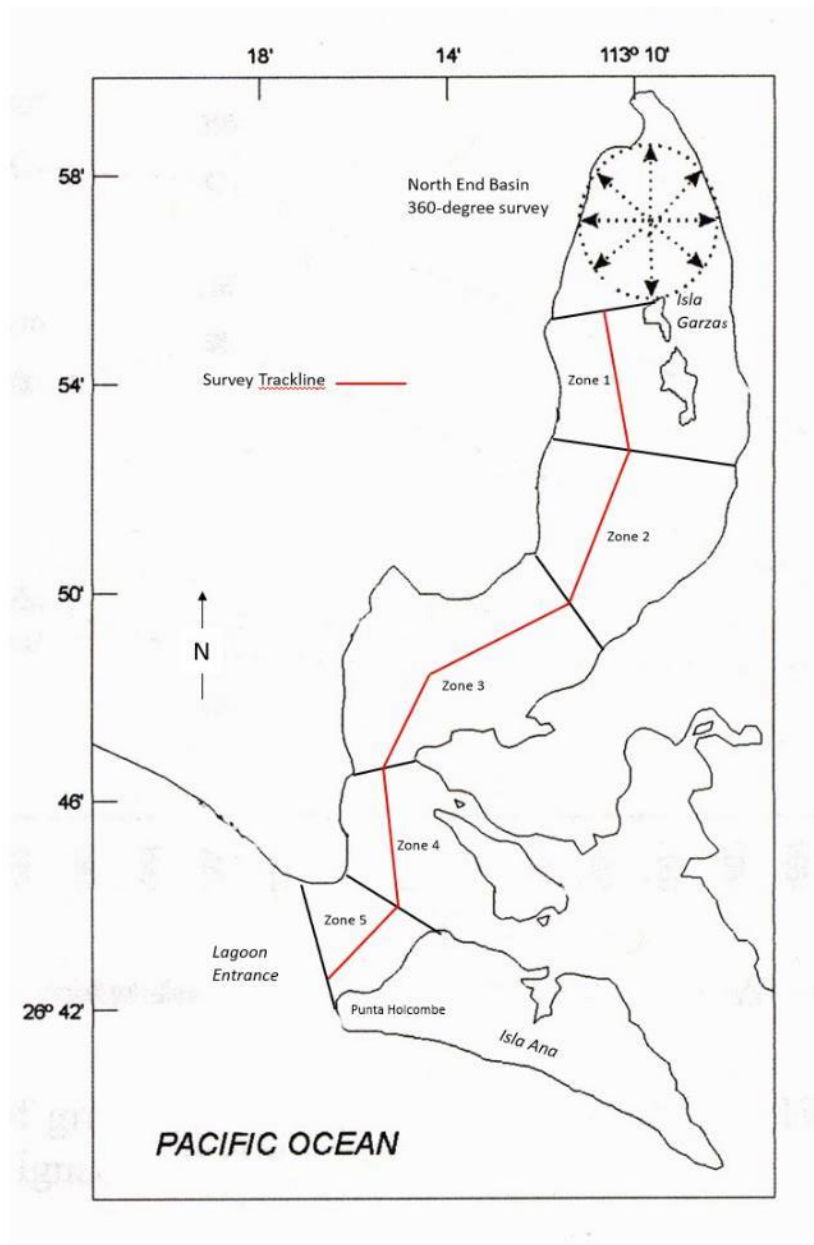 18'
14'
113° 10'
58'
North End Basin
360-degree survey
Isla
Garzas
54'
Survey Trackline
Zone 1
Zone 2
50'
N
Zone 3
46'
Zone 4
Zone 5
Lagoon
Entrance
26° 42'
Punta Holcombe
Isla Ana
PACIFIC OCEAN